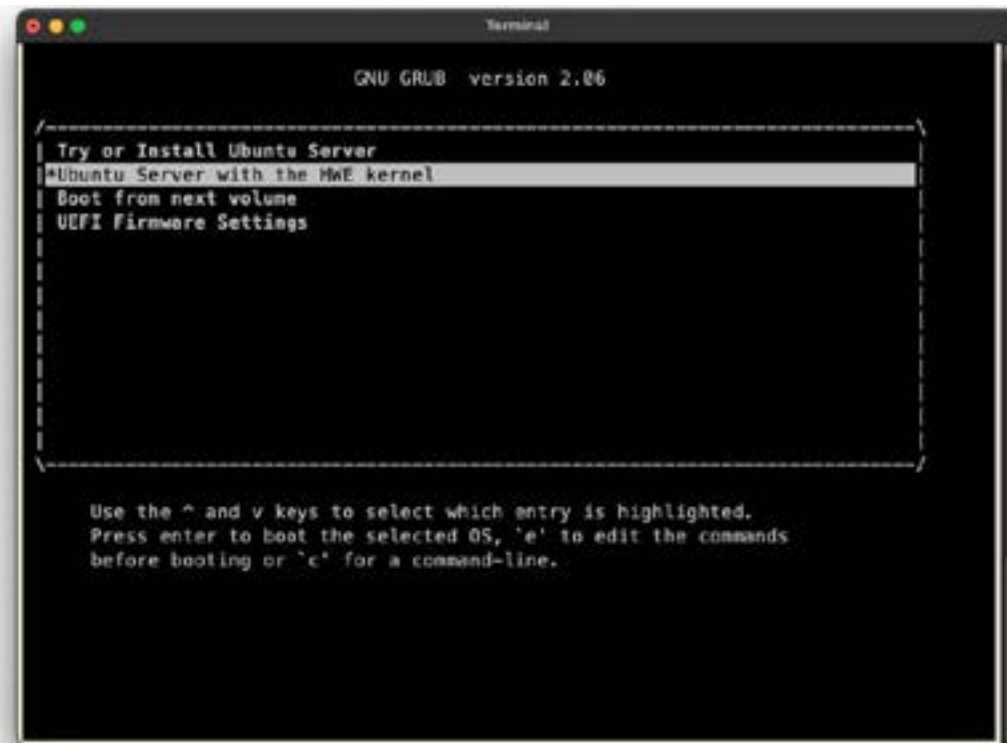 Terminal
GNU GRUB version 2.06
Try or Install Ubuntu Server
*Ubuntu Server with the HWE kernel
Boot from next volume
UEFI Firmware Settings
Use the ^ and v keys to select which entry is highlighted.
Press enter to boot the selected OS, `e' to edit the commands
before booting or `c' for a command-line.